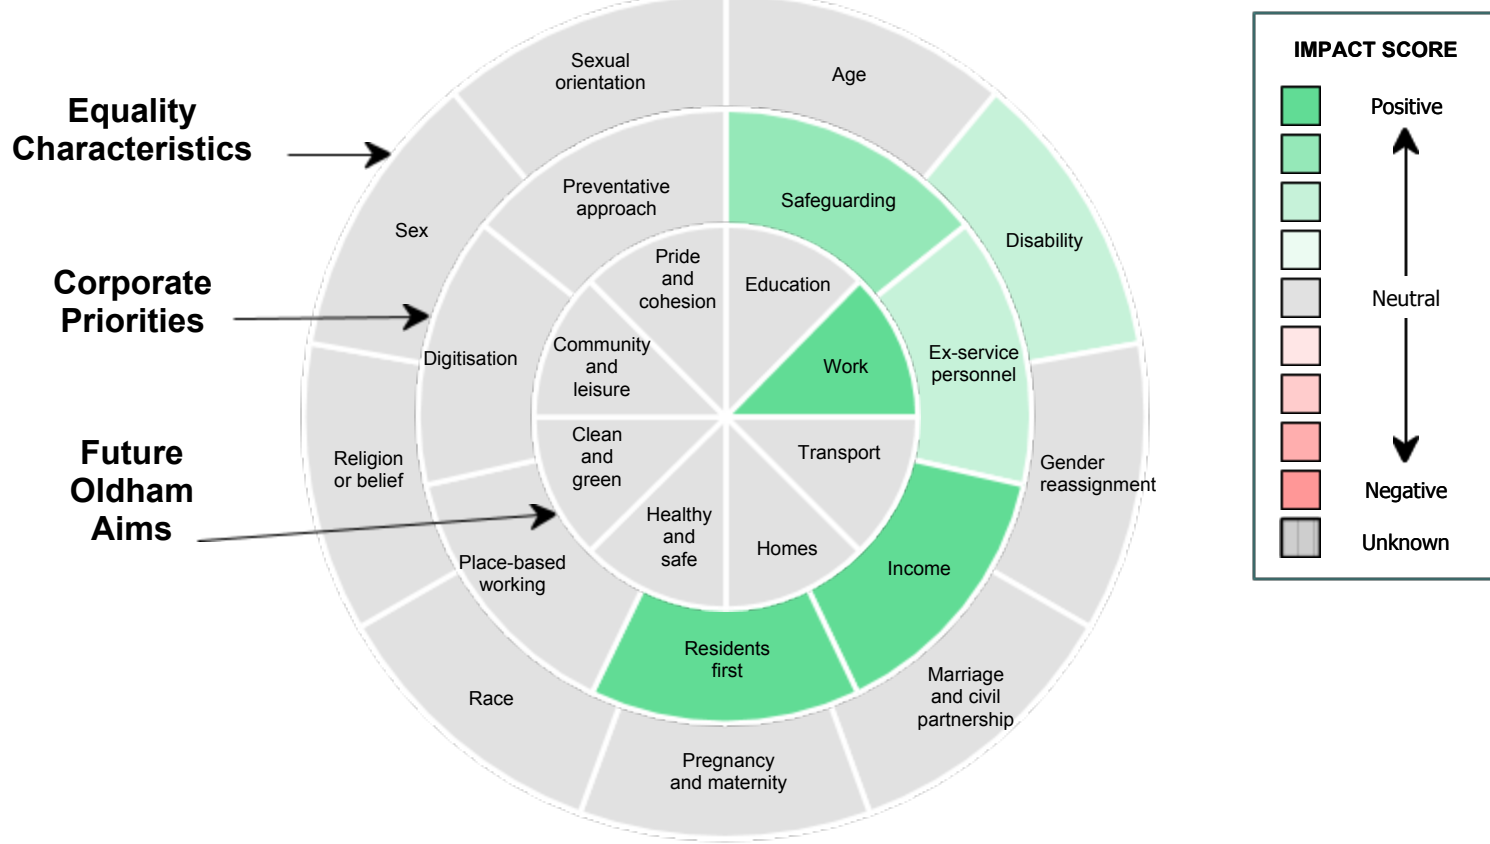 Equality
Characteristics
Corporate
Priorities
Future
Oldham
Aims
Sexual
orientation
Age
Sex
Disability
Religion
or belief
Gender
reassignment
Race
Marriage
and civil
partnership
Pregnancy
and maternity
Preventative
approach
Safeguarding
Digitisation
Ex-service
personnel
Place-based
working
Income
Residents
first
Pride
and
cohesion
Education
Community
and
leisure
Work
Clean
and
green
Transport
Healthy
and
safe
Homes
IMPACT SCORE
Positive
Neutral
Negative
Unknown